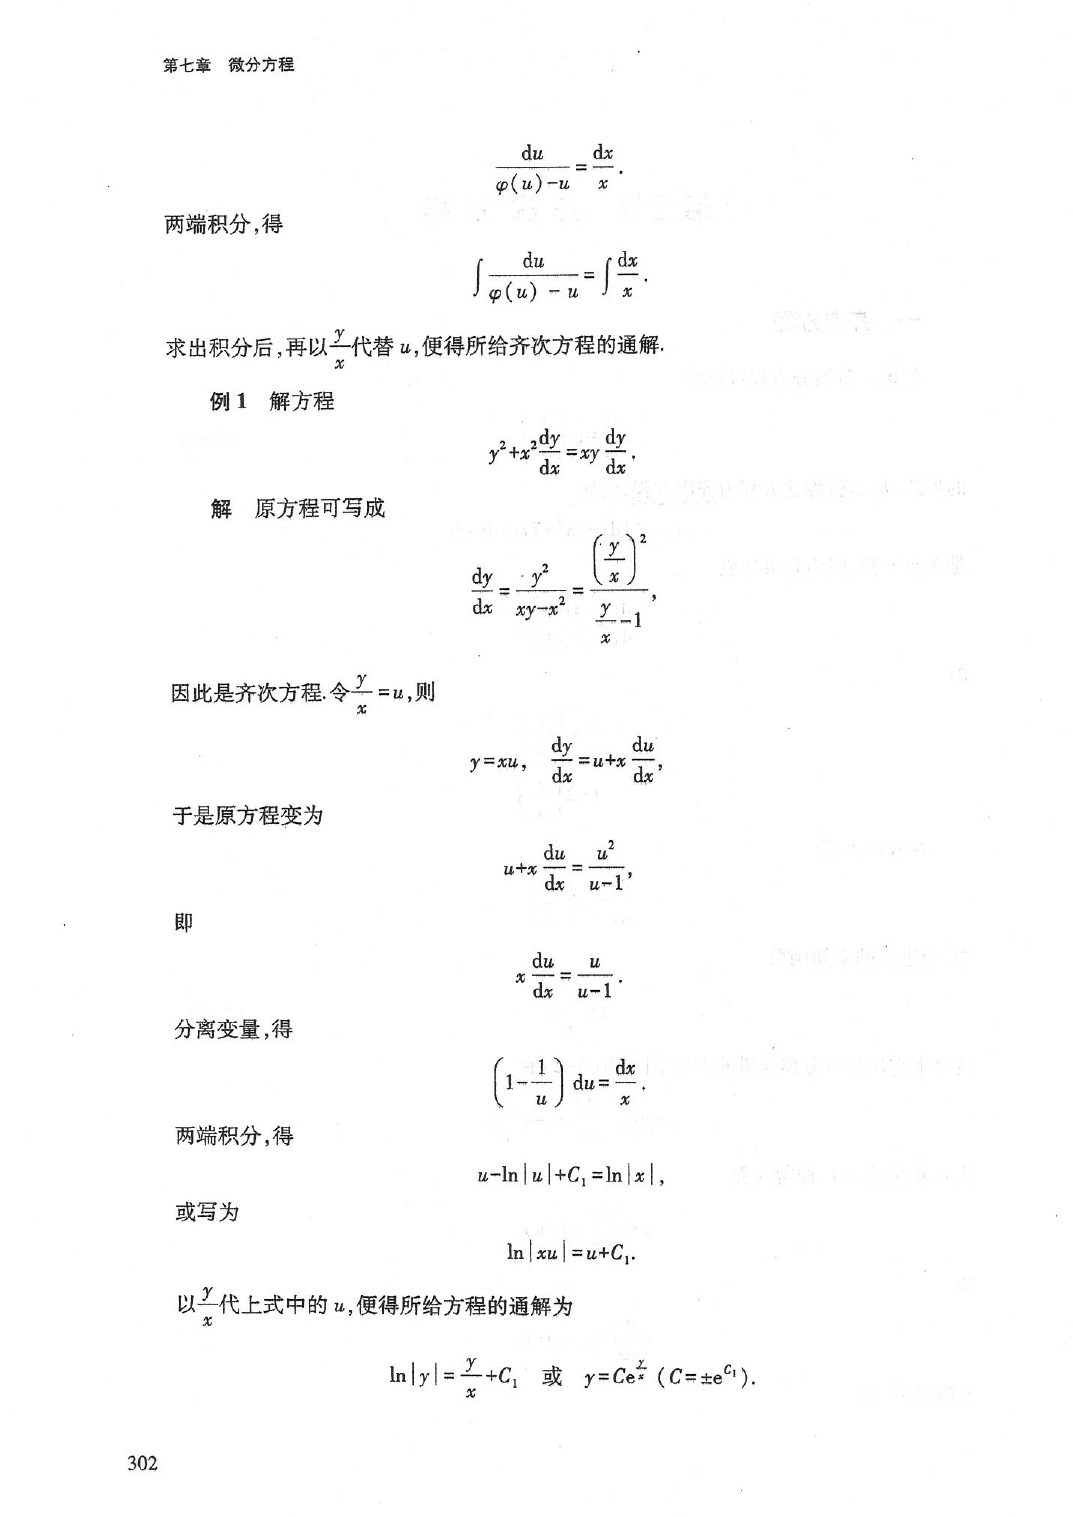 第七章 微分方程
du/(φ(u)-u)=dx/x.
两端积分,得
∫du/(φ(u)-u)=∫dx/x.
求出积分后,再以y/x代替 u,便得所给齐次方程的通解.
例 1 解方程
y²+x²dy/dx=xy dy/dx.
解 原方程可写成
dy/dx=y²/(xy-x²)=(y/x)²/(y/x-1),
因此是齐次方程.令y/x=u,则
y=xu, dy/dx=u+x du/dx,
于是原方程变为
u+x du/dx=u²/(u-1),
即
x du/dx=u/(u-1).
分离变量,得
(1-1/u)du=dx/x.
两端积分,得
u-ln|u|+C₁=ln|x|,
或写为
ln|xu|=u+C₁.
以y/x代上式中的 u,便得所给方程的通解为
ln|y|=y/x+C₁ 或 y=Ce^(y/x) (C=±e^(C₁)).
302